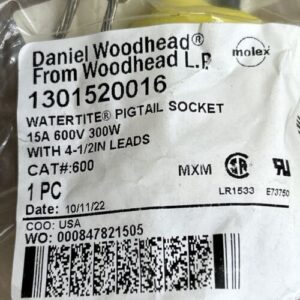 Daniel Woodhead®
From Woodhead L.P.
molex
1301520016
WATERTITE® PIGTAIL SOCKET
15A 600V 300W
WITH 4-1/2IN LEADS
CAT#:600
MXM
1 PC
LR1533
E73750
Date: 10/11/22
COO: USA
WO: 000847821505